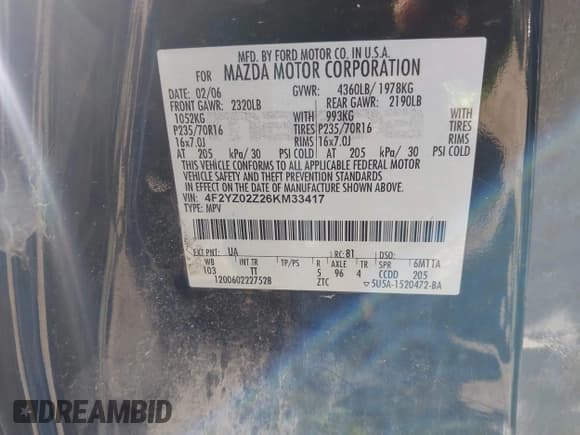 MFD. BY FORD MOTOR CO. IN U.S.A.
FOR MAZDA MOTOR CORPORATION
DATE: 02/06 GVWR: 4360LB/ 1978KG
FRONT GAWR: 2320LB REAR GAWR: 2190LB
1052KG WITH 993KG WITH
P235/70R16 TIRES P235/70R16 TIRES
16x7.0J RIMS 16x7.0J RIMS
AT 205 kPa/ 30 PSI COLD AT 205 kPa/ 30 PSI COLD
THIS VEHICLE CONFORMS TO ALL APPLICABLE FEDERAL MOTOR
VEHICLE SAFETY AND THEFT PREVENTION STANDARDS IN
EFFECT ON THE DATE OF MANUFACTURE SHOWN ABOVE.
VIN: 4F2YZ02Z26KM33417
TYPE: MPV
EXT PNT: UA RC: 81 DSO:
WB INT TR TP/PS R AXLE TR SPR 6MTTA
103 TT S 96 4 CCDD 205
1200602227528 ZTC 5U5A-1520472-BA
DREAMBID